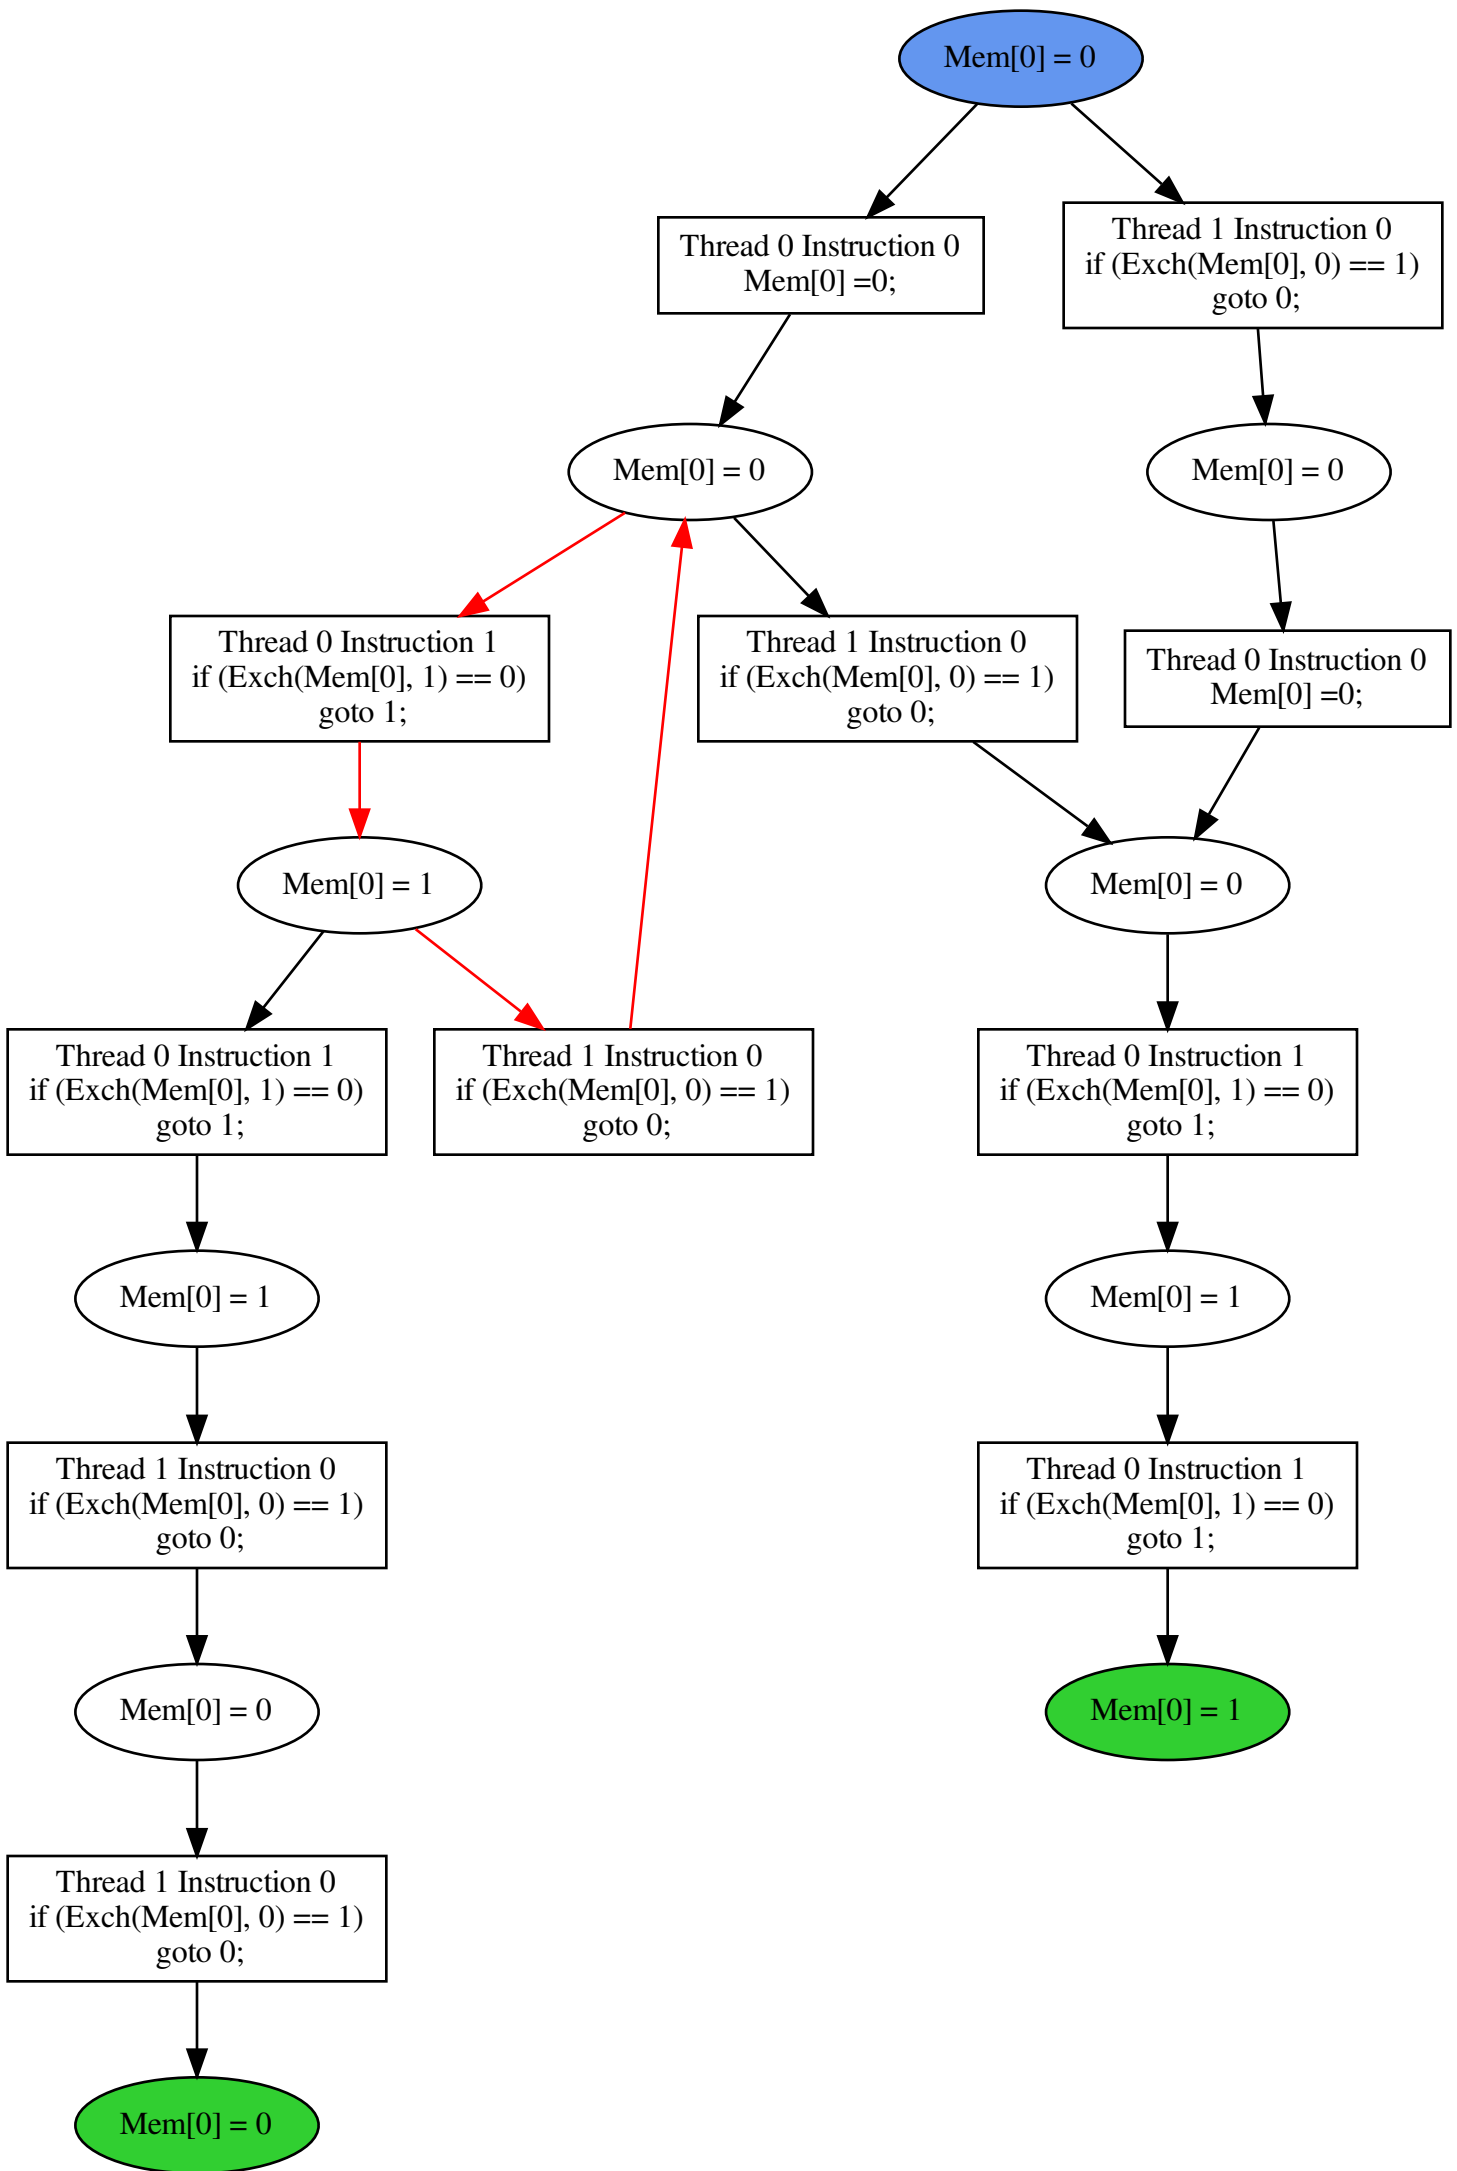 Mem[0] = 0
Thread 0 Instruction 0
Mem[0] =0;
Thread 1 Instruction 0
if (Exch(Mem[0], 0) == 1)
goto 0;
Mem[0] = 0
Mem[0] = 0
Thread 0 Instruction 1
if (Exch(Mem[0], 1) == 0)
goto 1;
Thread 1 Instruction 0
if (Exch(Mem[0], 0) == 1)
goto 0;
Thread 0 Instruction 0
Mem[0] =0;
Mem[0] = 1
Mem[0] = 0
Thread 0 Instruction 1
if (Exch(Mem[0], 1) == 0)
goto 1;
Thread 1 Instruction 0
if (Exch(Mem[0], 0) == 1)
goto 0;
Thread 0 Instruction 1
if (Exch(Mem[0], 1) == 0)
goto 1;
Mem[0] = 1
Mem[0] = 1
Thread 1 Instruction 0
if (Exch(Mem[0], 0) == 1)
goto 0;
Thread 0 Instruction 1
if (Exch(Mem[0], 1) == 0)
goto 1;
Mem[0] = 0
Mem[0] = 1
Thread 1 Instruction 0
if (Exch(Mem[0], 0) == 1)
goto 0;
Mem[0] = 0